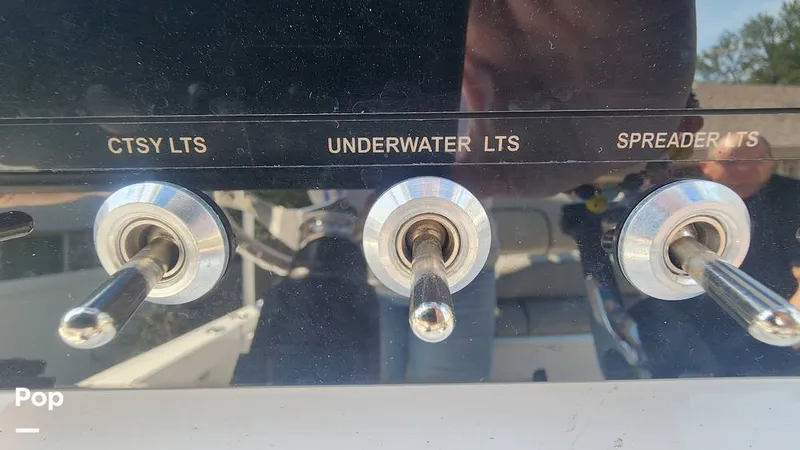 CTSY LTS
UNDERWATER LTS
SPREADER LTS
Pop